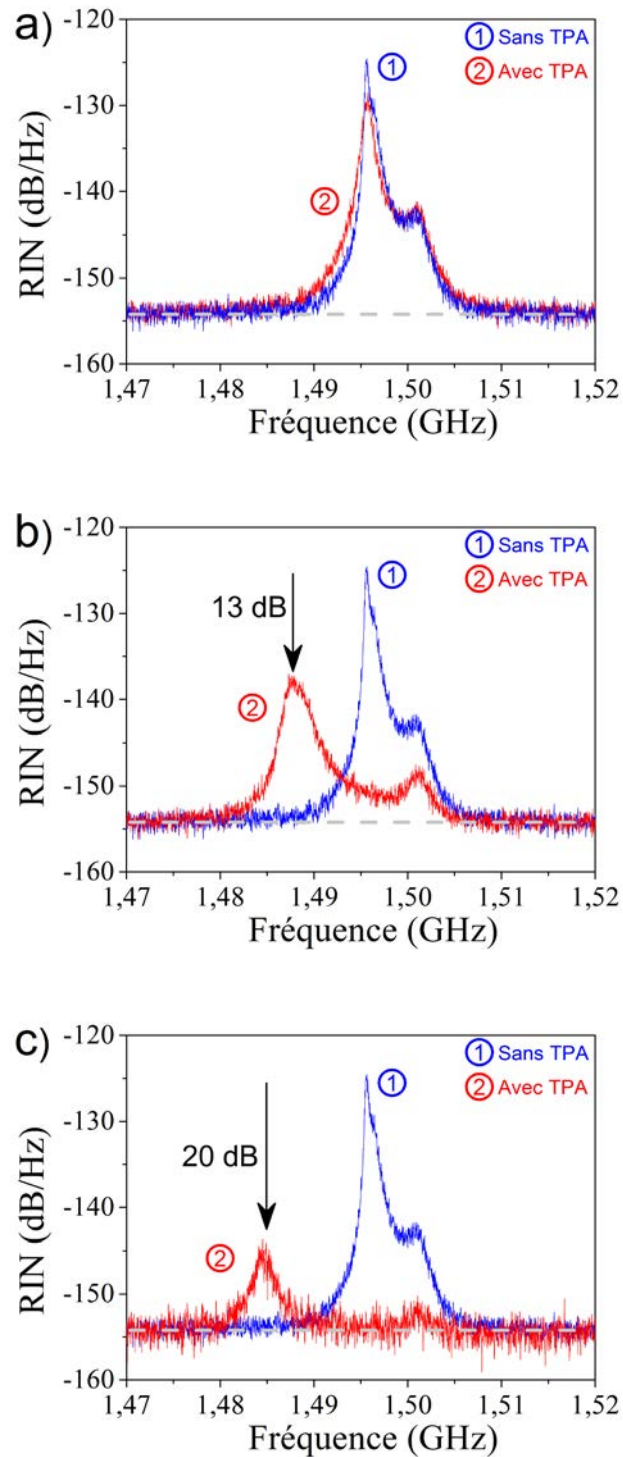 a)
① Sans TPA
② Avec TPA
①
②
RIN (dB/Hz)
-120
-130
-140
-150
-160
1,47 1,48 1,49 1,50 1,51 1,52
Fréquence (GHz)
b)
① Sans TPA
② Avec TPA
①
13 dB
②
RIN (dB/Hz)
-120
-130
-140
-150
-160
1,47 1,48 1,49 1,50 1,51 1,52
Fréquence (GHz)
c)
① Sans TPA
② Avec TPA
①
20 dB
②
RIN (dB/Hz)
-120
-130
-140
-150
-160
1,47 1,48 1,49 1,50 1,51 1,52
Fréquence (GHz)